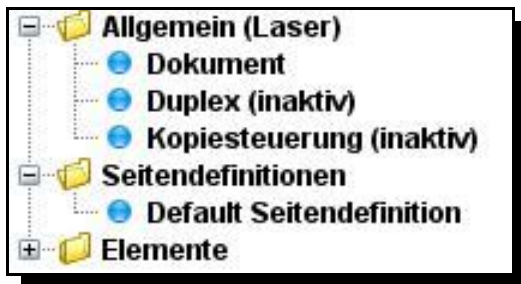 Allgemein (Laser)
Dokument
Duplex (inaktiv)
Kopiesteuerung (inaktiv)
Seitendefinitionen
Default Seitendefinition
Elemente